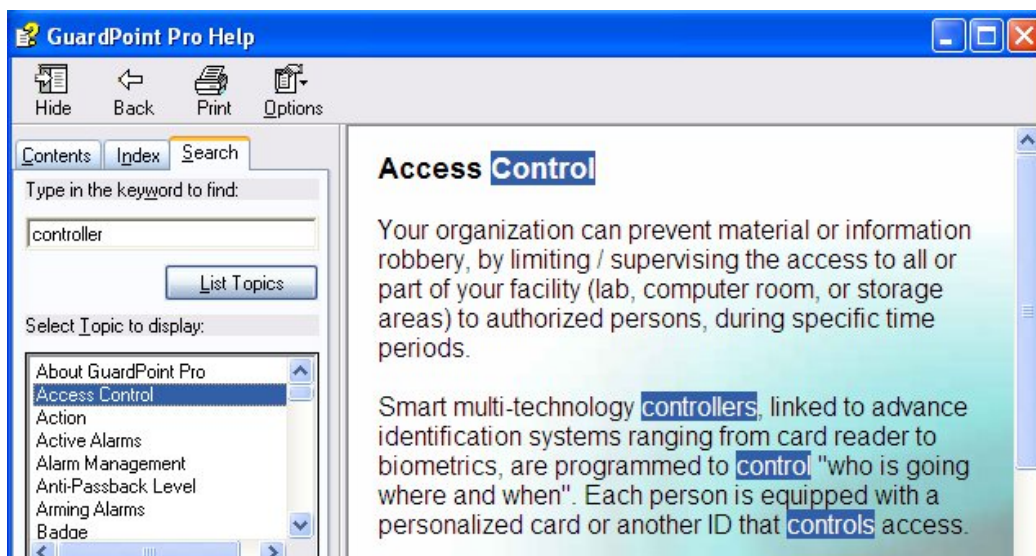 GuardPoint Pro Help
Hide Back Print Options
Contents Index Search
Type in the keyword to find:
controller
List Topics
Select Topic to display:
About GuardPoint Pro
Access Control
Action
Active Alarms
Alarm Management
Anti-Passback Level
Arming Alarms
Badge
Access Control
Your organization can prevent material or information
robbery, by limiting / supervising the access to all or
part of your facility (lab, computer room, or storage
areas) to authorized persons, during specific time
periods.
Smart multi-technology controllers, linked to advance
identification systems ranging from card reader to
biometrics, are programmed to control "who is going
where and when". Each person is equipped with a
personalized card or another ID that controls access.